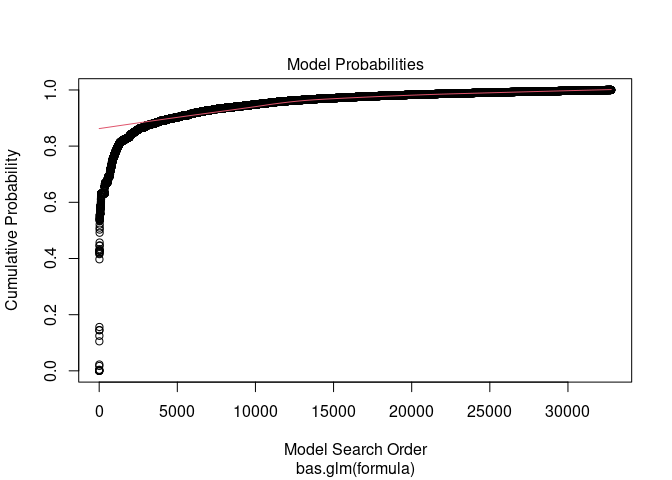 Model Probabilities
Cumulative Probability
1.0
0.8
0.6
0.4
0.2
0.0
0 5000 10000 15000 20000 25000 30000
Model Search Order
bas.glm(formula)